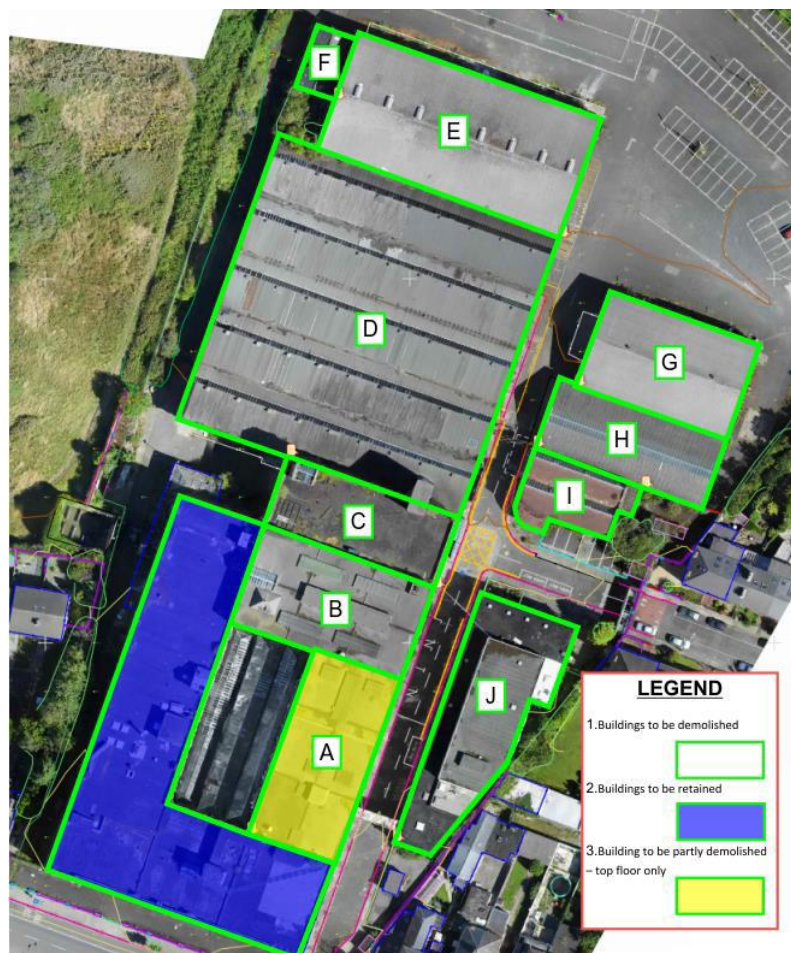 F
E
D
G
H
I
C
B
J
A
LEGEND
1.Buildings to be demolished
2.Buildings to be retained
3.Building to be partly demolished
– top floor only